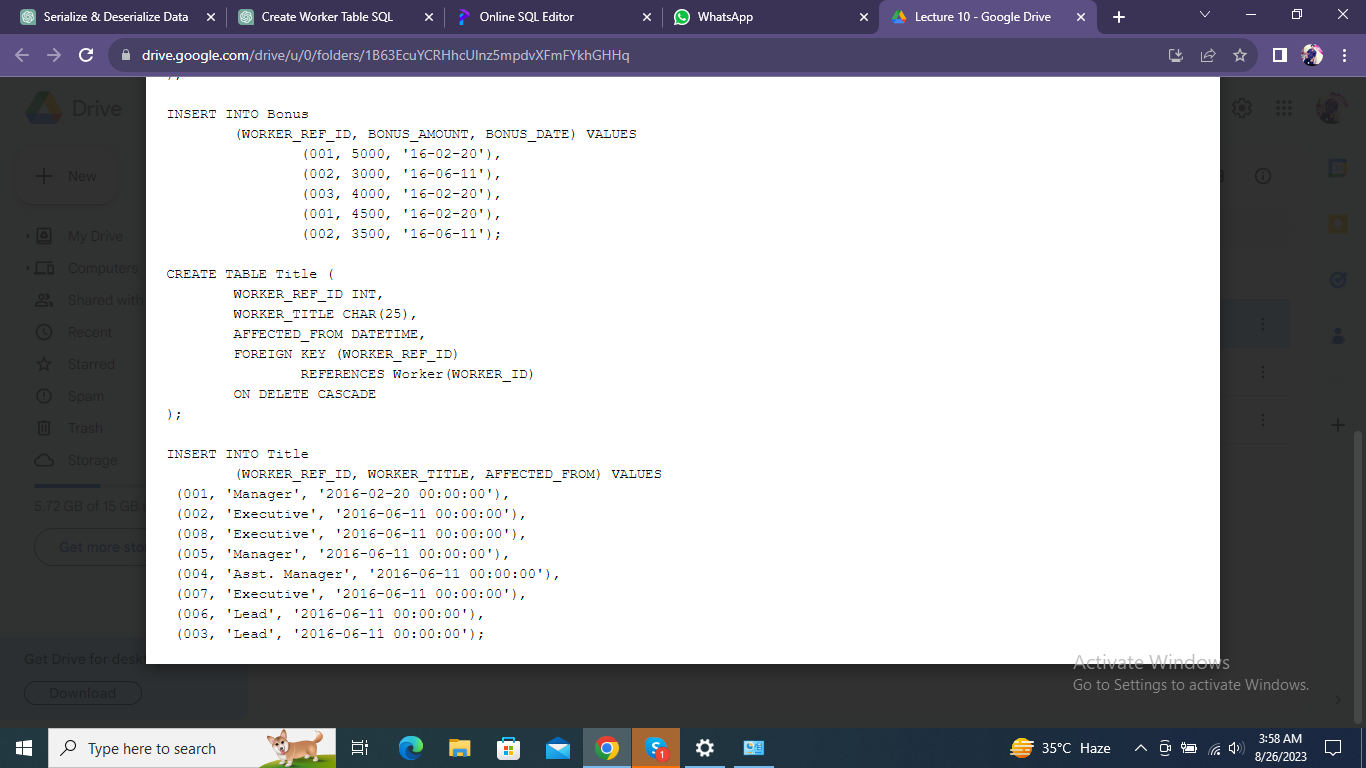 Serialize & Deserialize Data
Create Worker Table SQL
Online SQL Editor
WhatsApp
Lecture 10 - Google Drive
drive.google.com/drive/u/0/folders/1B63EcuYCRHhcUlnz5mpdvXFmFYkhGHHq
Drive
New
My Drive
Computers
Shared with
Recent
Starred
Spam
Trash
Storage
5.72 GB of 15 GB
Get more sto
Get Drive for desk
Download
);
INSERT INTO Bonus
(WORKER_REF_ID, BONUS_AMOUNT, BONUS_DATE) VALUES
(001, 5000, '16-02-20'),
(002, 3000, '16-06-11'),
(003, 4000, '16-02-20'),
(001, 4500, '16-02-20'),
(002, 3500, '16-06-11');
CREATE TABLE Title (
WORKER_REF_ID INT,
WORKER_TITLE CHAR(25),
AFFECTED_FROM DATETIME,
FOREIGN KEY (WORKER_REF_ID)
REFERENCES Worker(WORKER_ID)
ON DELETE CASCADE
);
INSERT INTO Title
(WORKER_REF_ID, WORKER_TITLE, AFFECTED_FROM) VALUES
(001, 'Manager', '2016-02-20 00:00:00'),
(002, 'Executive', '2016-06-11 00:00:00'),
(008, 'Executive', '2016-06-11 00:00:00'),
(005, 'Manager', '2016-06-11 00:00:00'),
(004, 'Asst. Manager', '2016-06-11 00:00:00'),
(007, 'Executive', '2016-06-11 00:00:00'),
(006, 'Lead', '2016-06-11 00:00:00'),
(003, 'Lead', '2016-06-11 00:00:00');
Activate Windows
Go to Settings to activate Windows.
Type here to search
1
35°C Haze
3:58 AM
8/26/2023